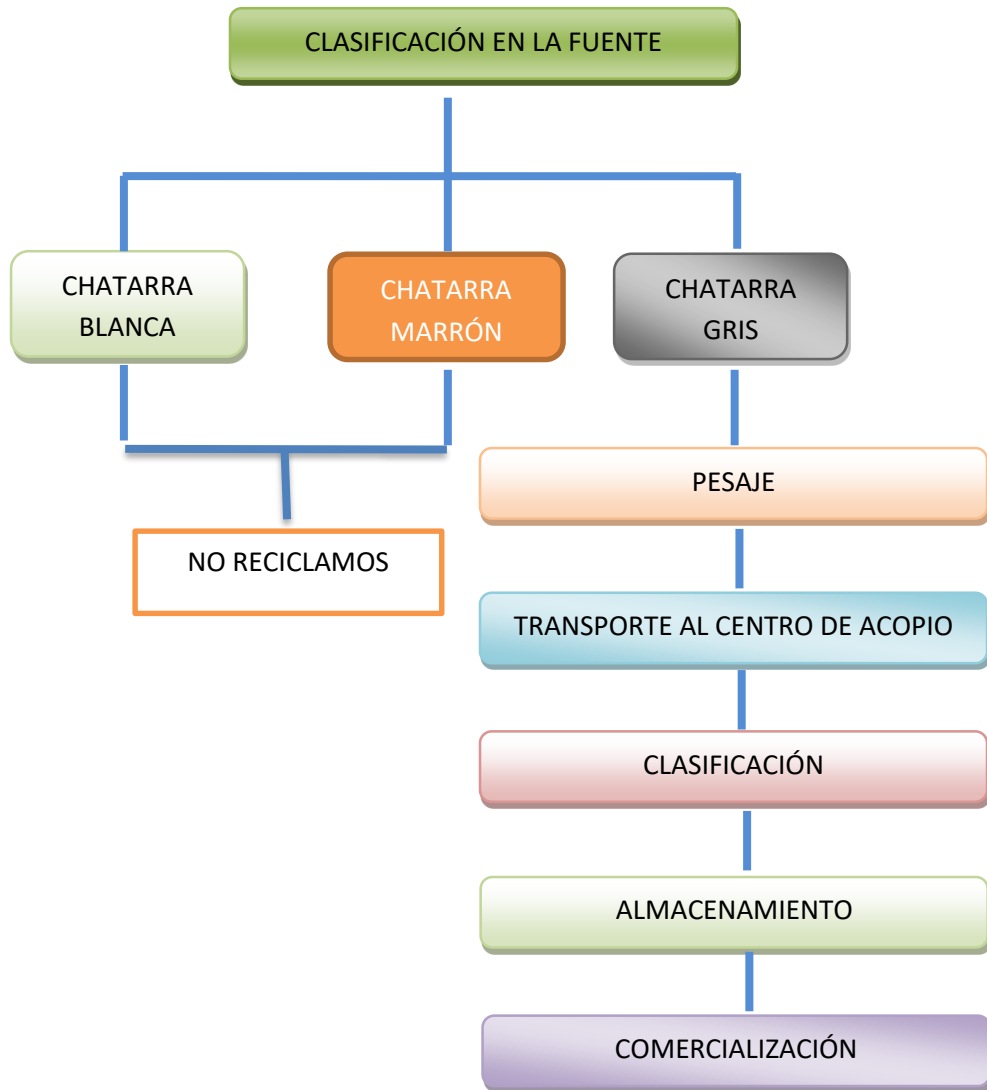 CLASIFICACIÓN EN LA FUENTE
CHATARRA
BLANCA
CHATARRA
MARRÓN
CHATARRA
GRIS
PESAJE
NO RECICLAMOS
TRANSPORTE AL CENTRO DE ACOPIO
CLASIFICACIÓN
ALMACENAMIENTO
COMERCIALIZACIÓN